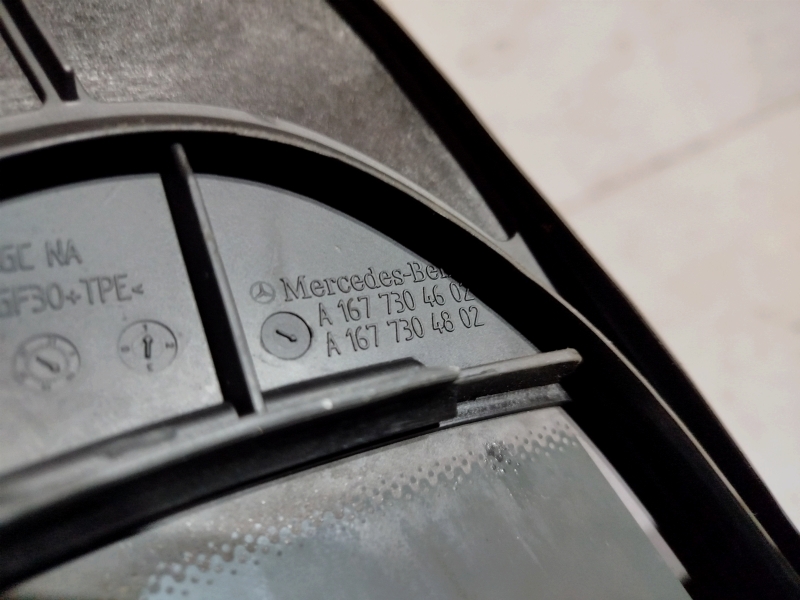 GC NA
GF30+TPE<
Mercedes-Be
A 167 730 46 02
A 167 730 48 02